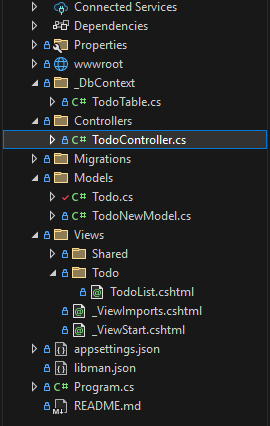 Connected Services
Dependencies
Properties
wwwroot
_DbContext
C# TodoTable.cs
Controllers
C# TodoController.cs
Migrations
Models
C# Todo.cs
C# TodoNewModel.cs
Views
Shared
Todo
@ TodoList.cshtml
@ _ViewImports.cshtml
@ _ViewStart.cshtml
appsettings.json
libman.json
C# Program.cs
M README.md